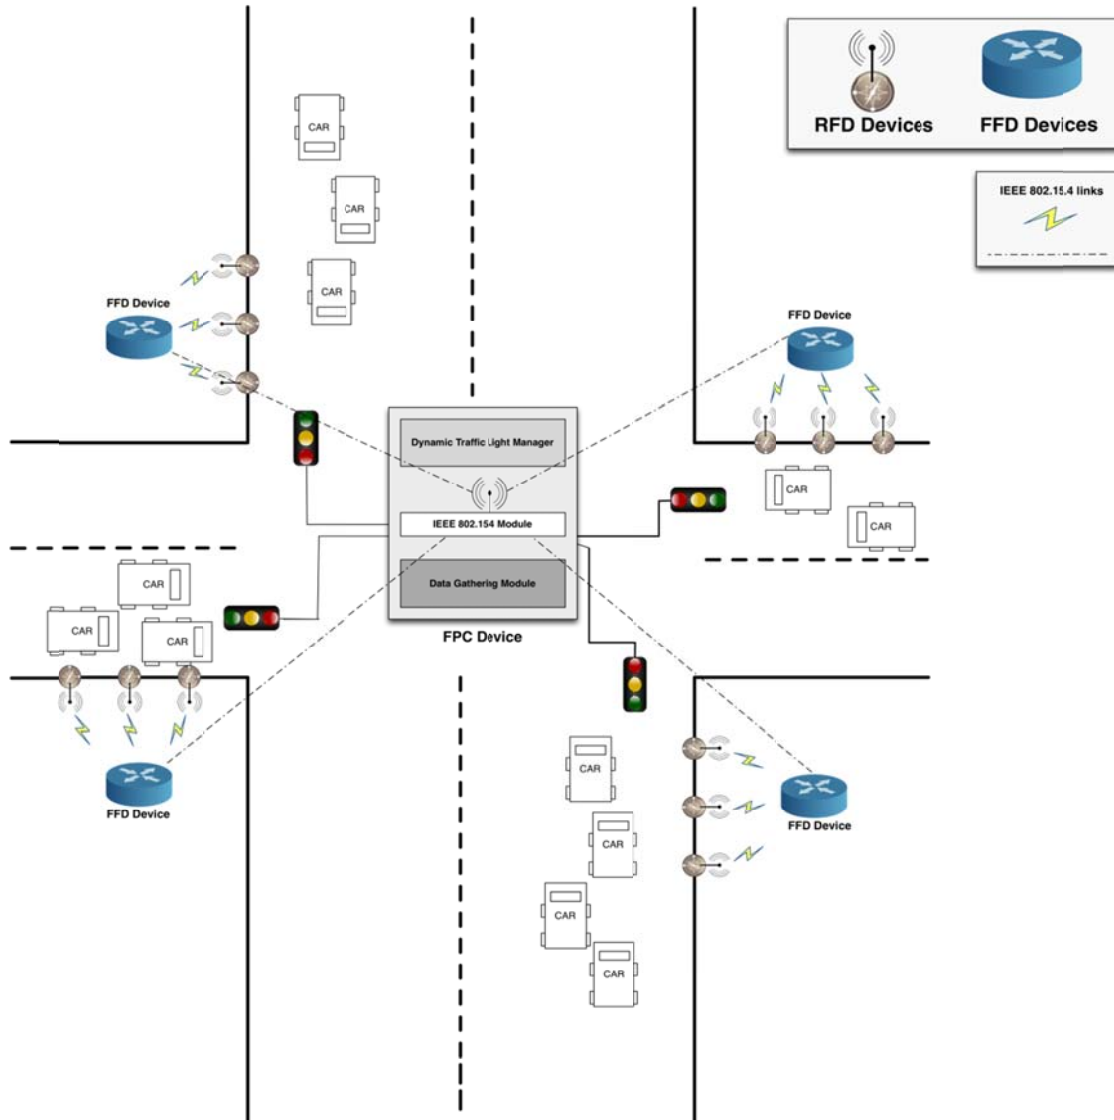 CAR
RFD Devices
FFD Devices
CAR
IEEE 802.15.4 links
CAR
FFD Device
FFD Device
Dynamic Traffic Light Manager
CAR
IEEE 802.154 Module
CAR
CAR
Data Gathering Module
CAR
CAR
FPC Device
CAR
FFD Device
CAR
FFD Device
CAR
CAR
CAR